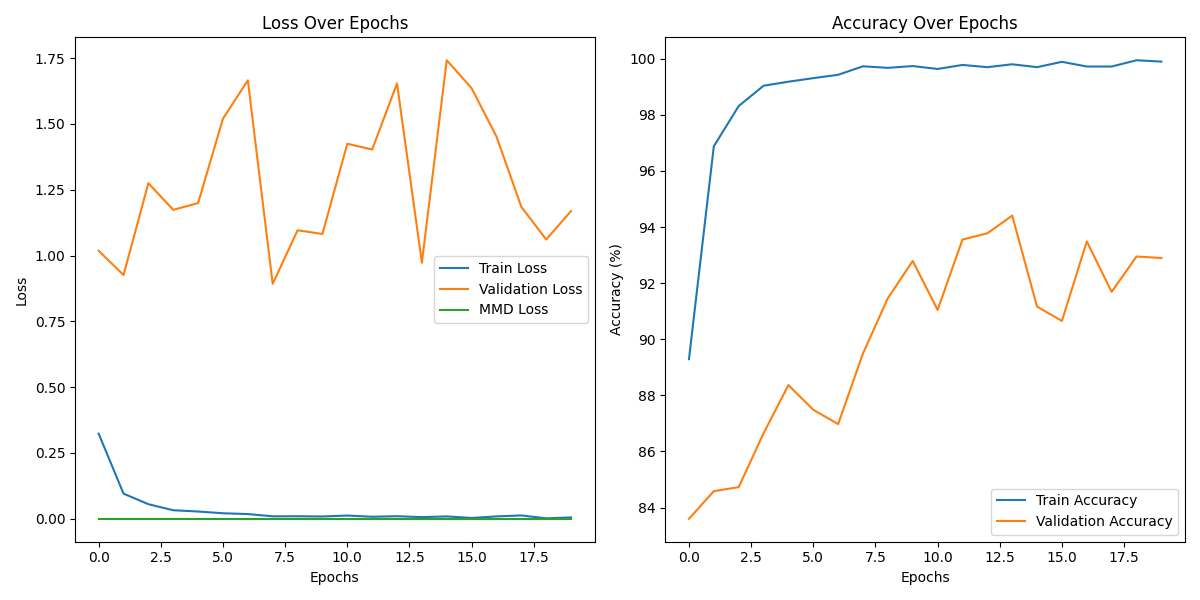 Loss Over Epochs
1.75
1.50
1.25
1.00
0.75
0.50
0.25
0.00
Loss
Train Loss
Validation Loss
MMD Loss
0.0 2.5 5.0 7.5 10.0 12.5 15.0 17.5
Epochs
Accuracy Over Epochs
100
98
96
94
92
90
88
86
84
Accuracy (%)
Train Accuracy
Validation Accuracy
0.0 2.5 5.0 7.5 10.0 12.5 15.0 17.5
Epochs